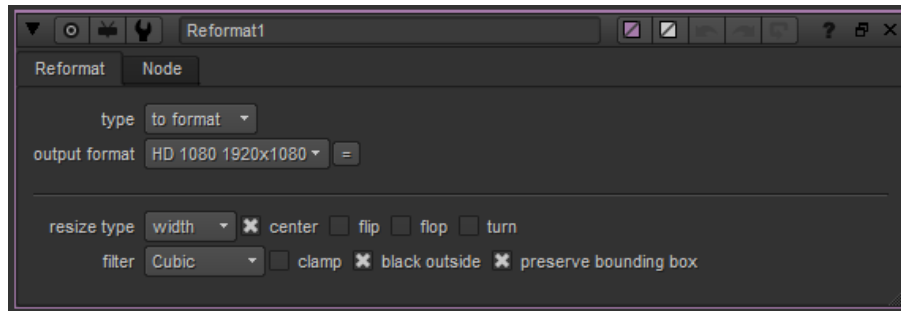 Reformat1 ?
Reformat Node
type to format
output format HD 1080 1920x1080 =
resize type width center flip flop turn
filter Cubic clamp black outside preserve bounding box